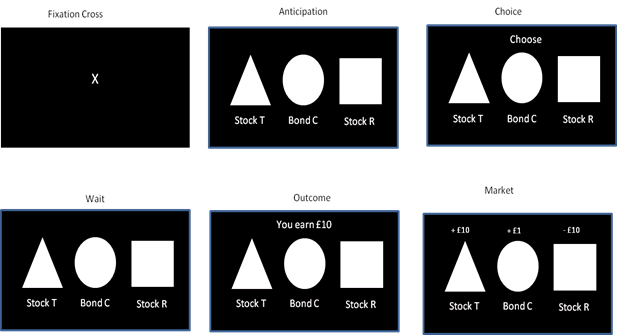 Fixation Cross
X
Anticipation
Stock T Bond C Stock R
Choice
Choose
Stock T Bond C Stock R
Wait
Stock T Bond C Stock R
Outcome
You earn £10
Stock T Bond C Stock R
Market
+ £10 + £1 - £10
Stock T Bond C Stock R